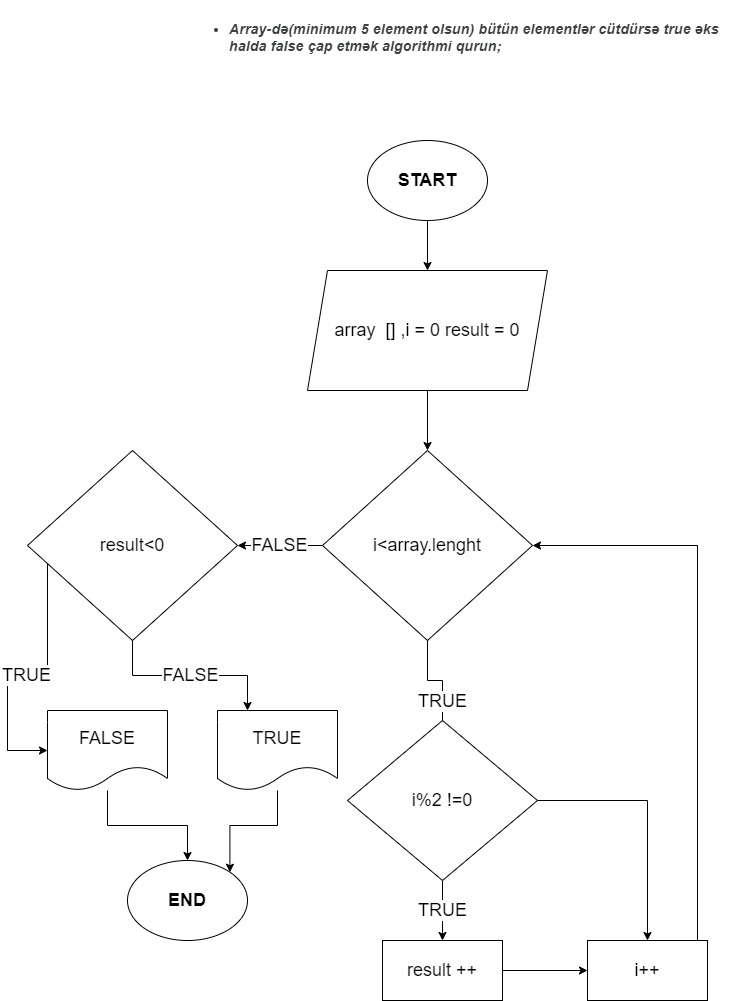 Array-də(minimum 5 element olsun) bütün elementlər cütdürsə true əks
halda false çap etmək algorithmi qurun;
START
array [] ,i = 0 result = 0
result<0
FALSE
i<array.lenght
TRUE
FALSE
TRUE
FALSE
TRUE
i%2 !=0
END
TRUE
result ++
i++